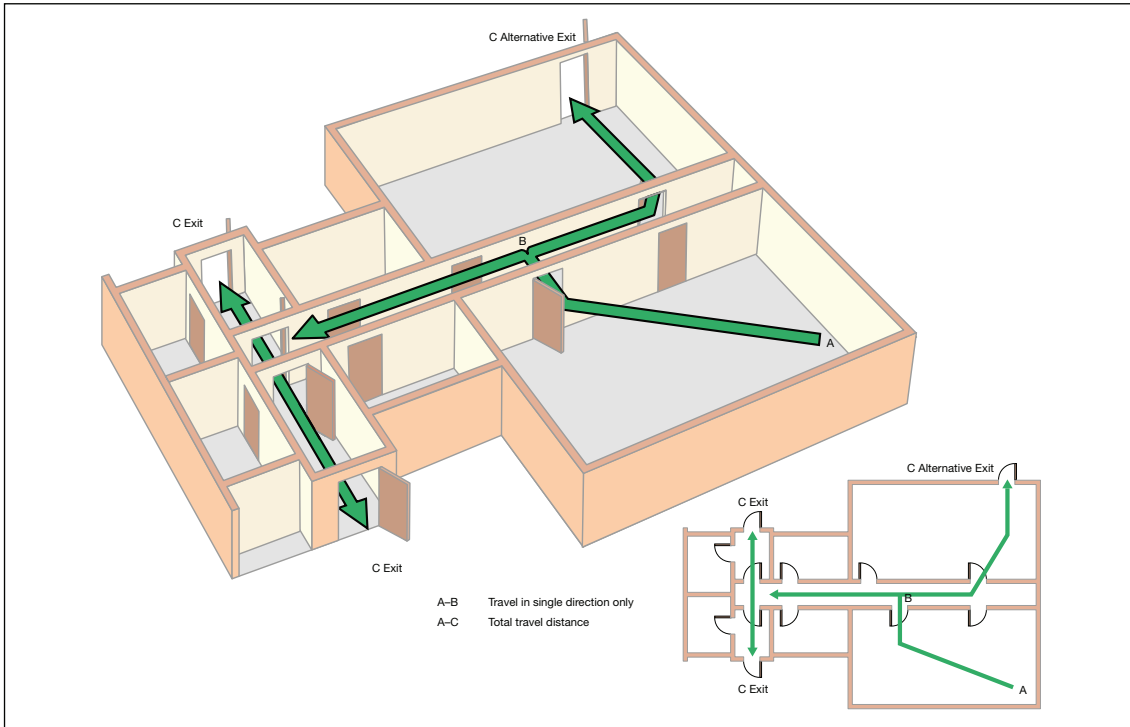 C Alternative Exit
C Exit
B
A
C Exit
A–B Travel in single direction only
A–C Total travel distance
C Alternative Exit
C Exit
B
A
C Exit